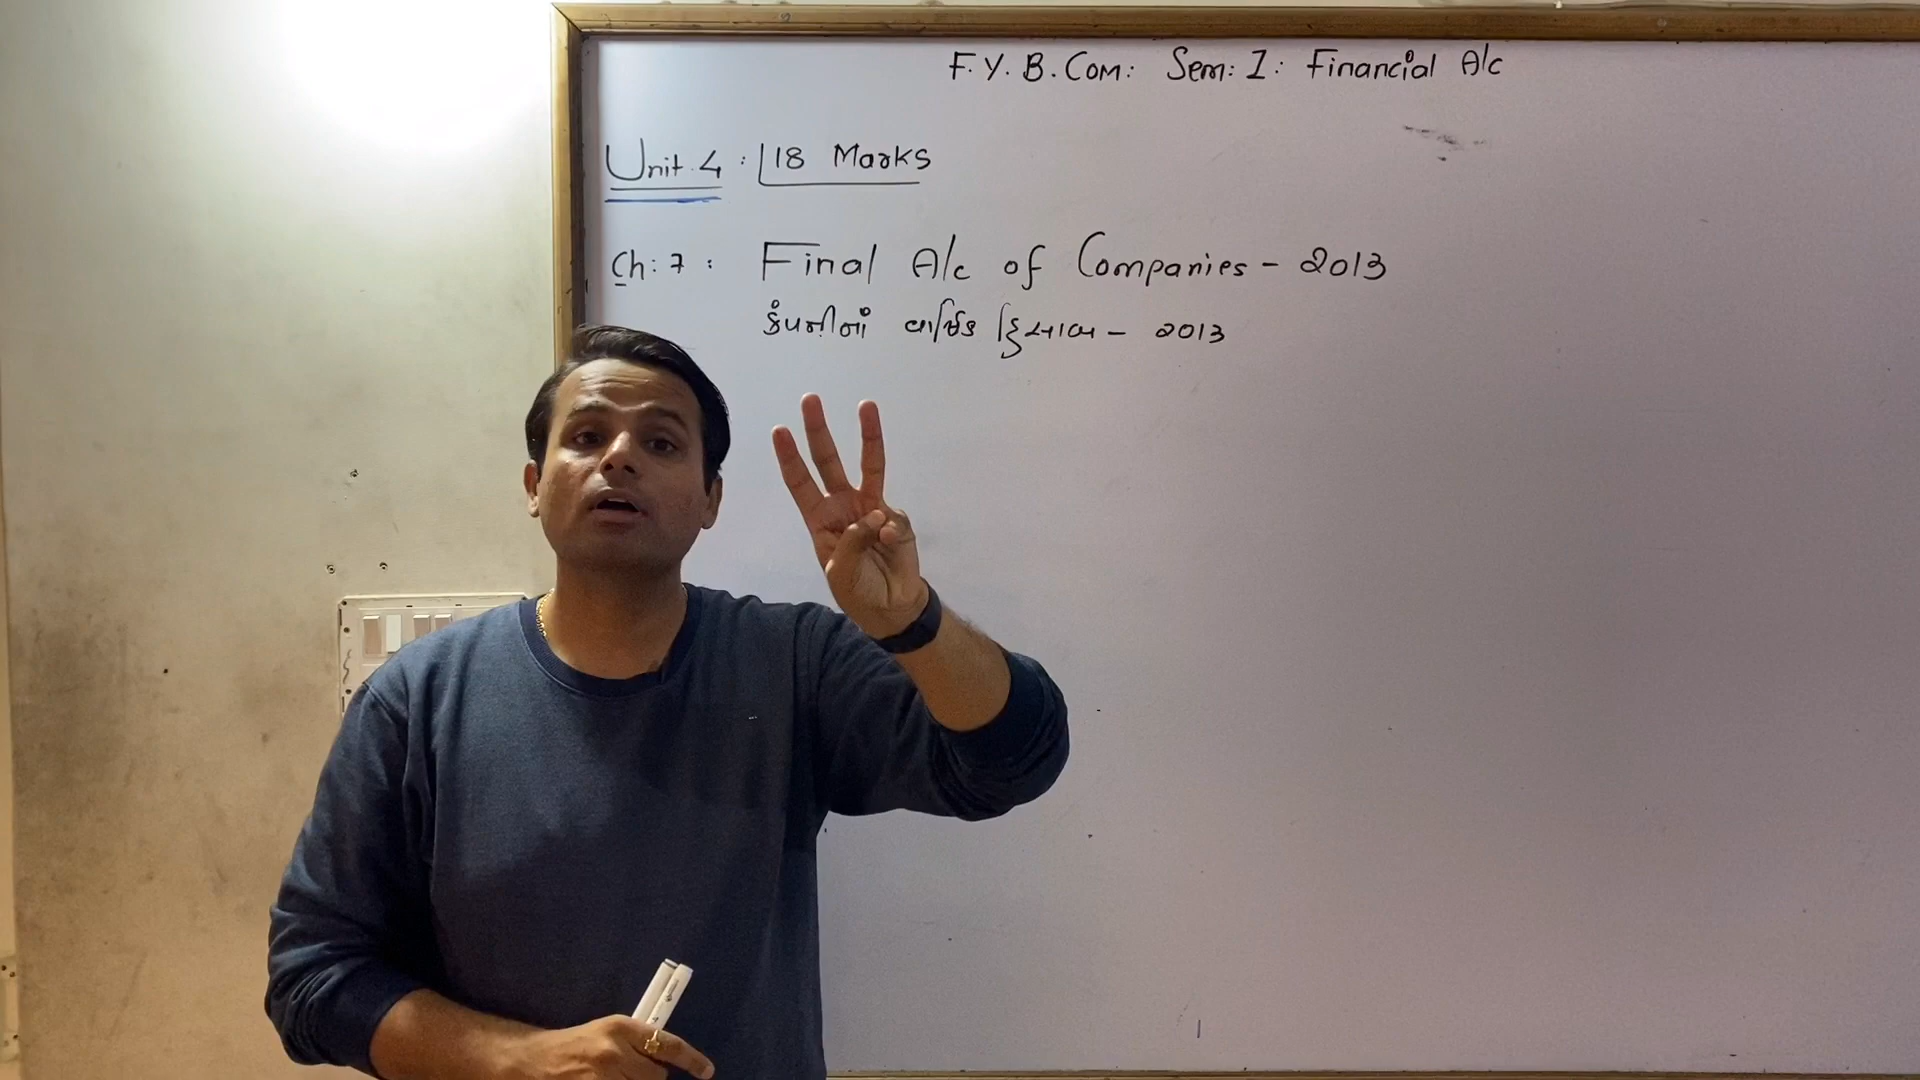 F. Y. B. Com: Sem: I: Financial A/c
Unit. 4 : 18 Marks
Ch: 7 : Final A/c of Companies - 2013
કંપનીનાં વાર્ષિક હિસાબ - ૨૦૧૩